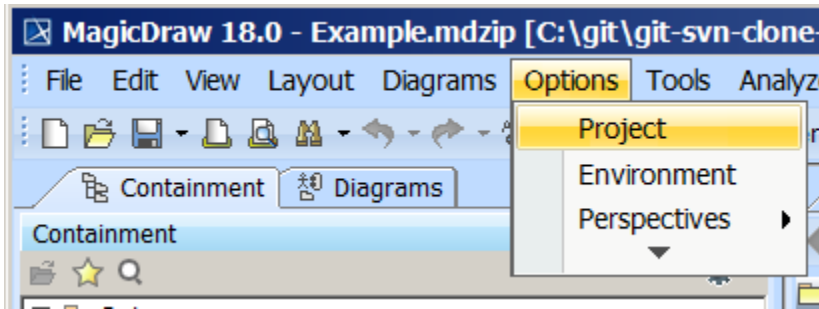 MagicDraw 18.0 - Example.mdzip [C:\git\git-svn-clone-
File Edit View Layout Diagrams Options Tools Analyz
Project
Environment
Containment Diagrams
Perspectives
Containment